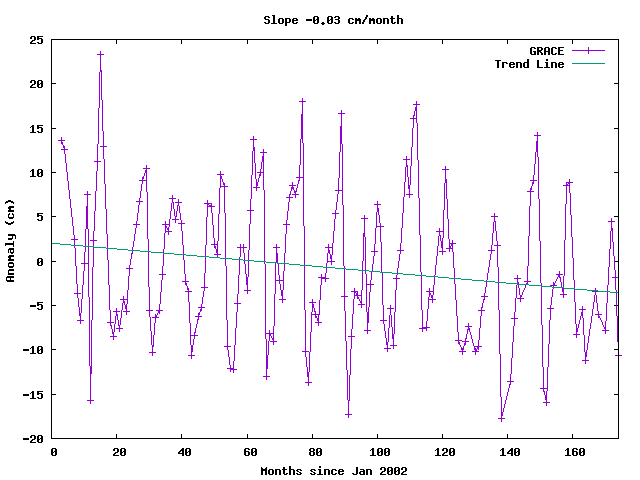 Slope -0.03 cm/month
GRACE
Trend Line
Anomaly (cm)
25
20
15
10
5
0
-5
-10
-15
-20
0 20 40 60 80 100 120 140 160
Months since Jan 2002